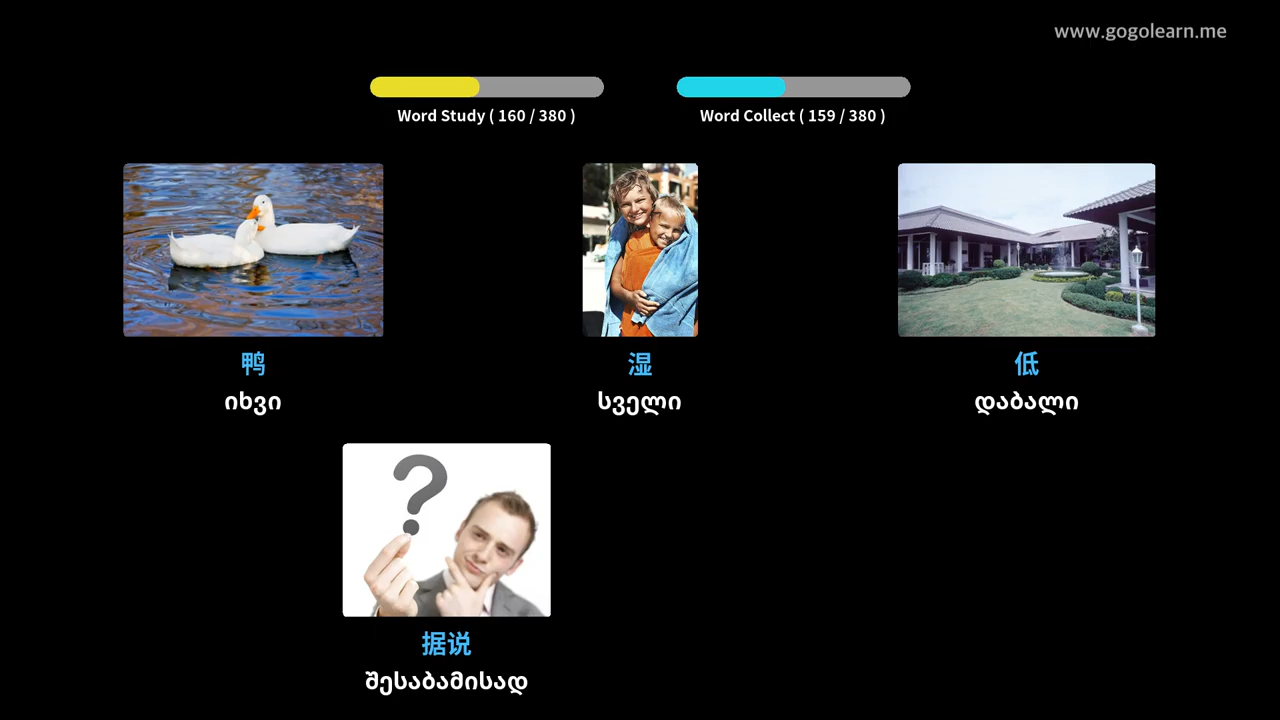 www.gogolearn.me
Word Study ( 160 / 380 )
Word Collect ( 159 / 380 )
鸭
იხვი
湿
სველი
低
დაბალი
?
据说
შესაბამისად